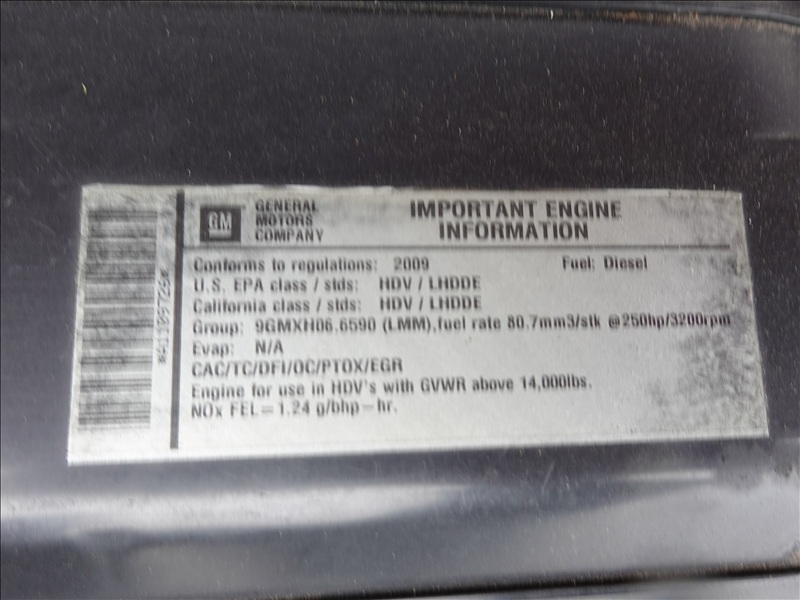 GM
GENERAL
MOTORS
COMPANY
IMPORTANT ENGINE
INFORMATION
Conforms to regulations: 2009 Fuel: Diesel
U.S. EPA class / stds: HDV / LHDDE
California class / stds: HDV / LHDDE
Group: 9GMXH06.6590 (LMM),fuel rate 80.7mm3/stk @250hp/3200rpm
Evap: N/A
CAC/TC/DFI/OC/PTOX/EGR
Engine for use in HDV's with GVWR above 14,000lbs.
NOx FEL=1.24 g/bhp-hr.